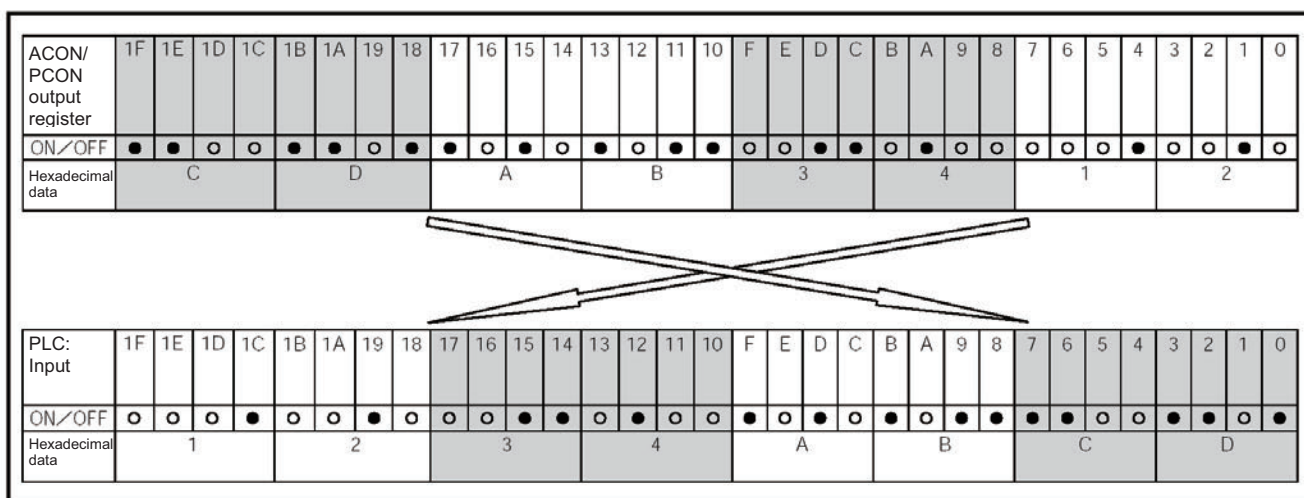 ACON/ PCON output register 1F 1E 1D 1C 1B 1A 19 18 17 16 15 14 13 12 11 10 F E D C B A 9 8 7 6 5 4 3 2 1 0
ON/OFF ● ● ○ ○ ● ● ○ ● ● ○ ● ○ ● ○ ● ● ○ ○ ● ● ○ ● ○ ○ ○ ○ ○ ● ○ ○ ● ○
Hexadecimal data C D A B 3 4 1 2
PLC: Input 1F 1E 1D 1C 1B 1A 19 18 17 16 15 14 13 12 11 10 F E D C B A 9 8 7 6 5 4 3 2 1 0
ON/OFF ○ ○ ○ ● ○ ○ ● ○ ○ ○ ● ● ○ ● ○ ○ ● ○ ● ○ ● ○ ● ● ● ● ○ ○ ● ● ○ ●
Hexadecimal data 1 2 3 4 A B C D